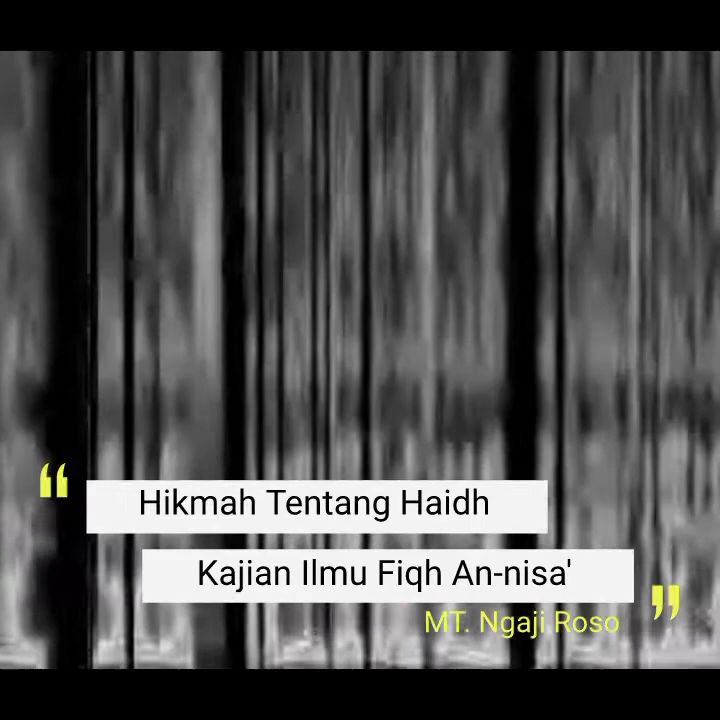 “
Hikmah Tentang Haidh
Kajian Ilmu Fiqh An-nisa'
”
MT. Ngaji Roso